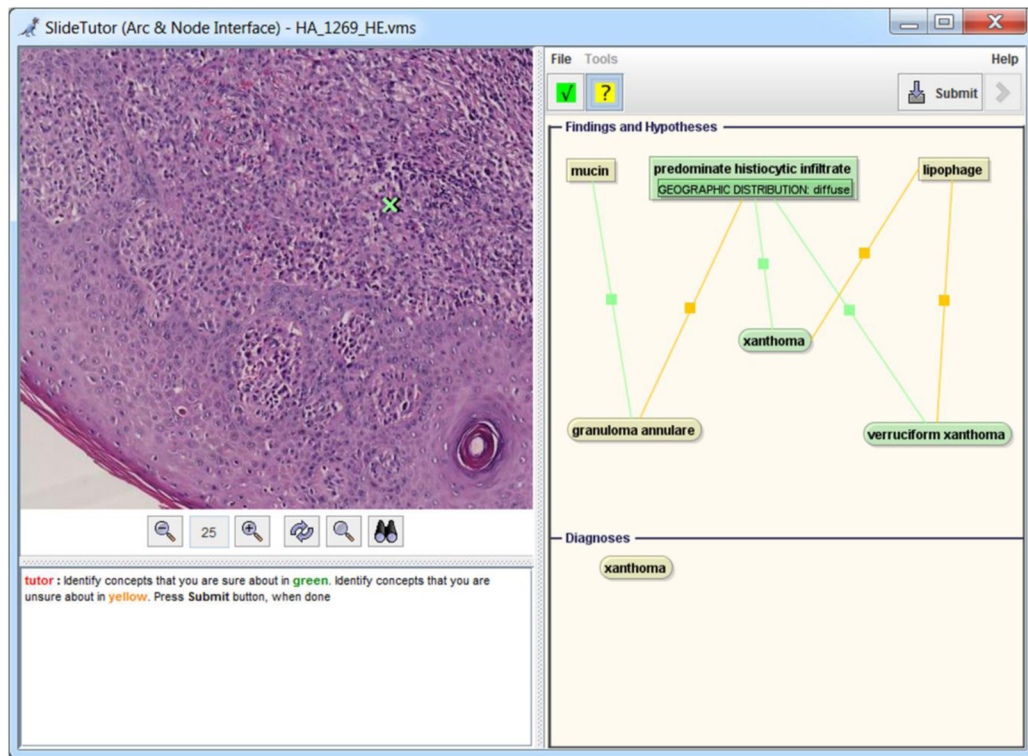 SlideTutor (Arc & Node Interface) - HA_1269_HE.vms
File Tools Help
√ ? Submit
Findings and Hypotheses
mucin
predominate histiocytic infiltrate
GEOGRAPHIC DISTRIBUTION: diffuse
lipophage
xanthoma
granuloma annulare
verruciform xanthoma
25
Diagnoses
xanthoma
tutor : Identify concepts that you are sure about in green. Identify concepts that you are
unsure about in yellow. Press Submit button, when done